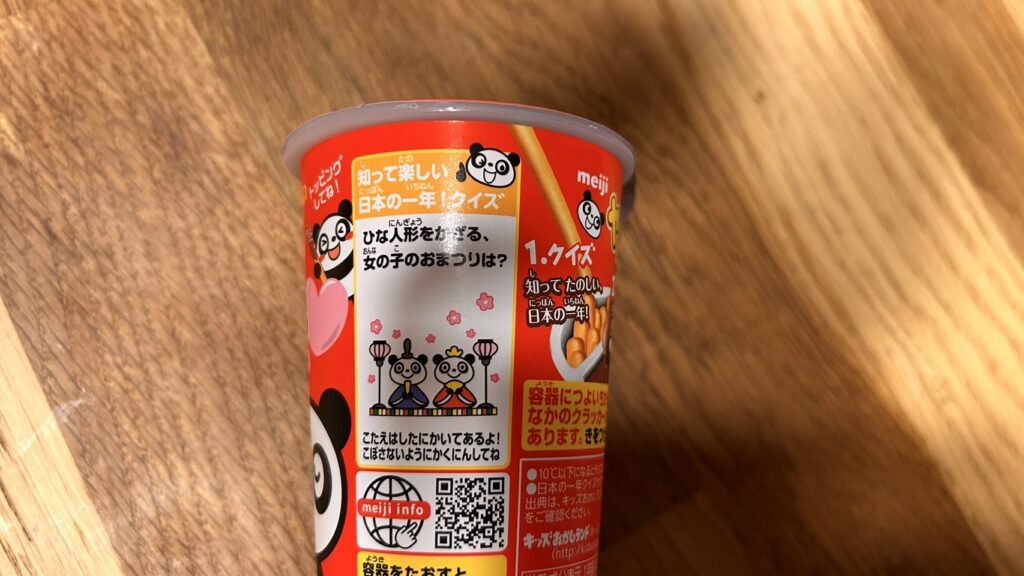 トッピング
してね!
知って楽しい
日本の一年!クイズ
ひな人形をかざる、
女の子のおまつりは?
こたえはしたにかいてあるよ!
こぼさないようにかくにんしてね
meiji info
容器をたおすと
meiji
1.クイズ
知って たのしい、
日本の一年!
容器につよい
なかのクラッカー
あります。きをつ
●10℃以下になると
●日本の一年クイズ
出典は、キッズおか
をご確認ください。
キッズおかしランド
(http://kids